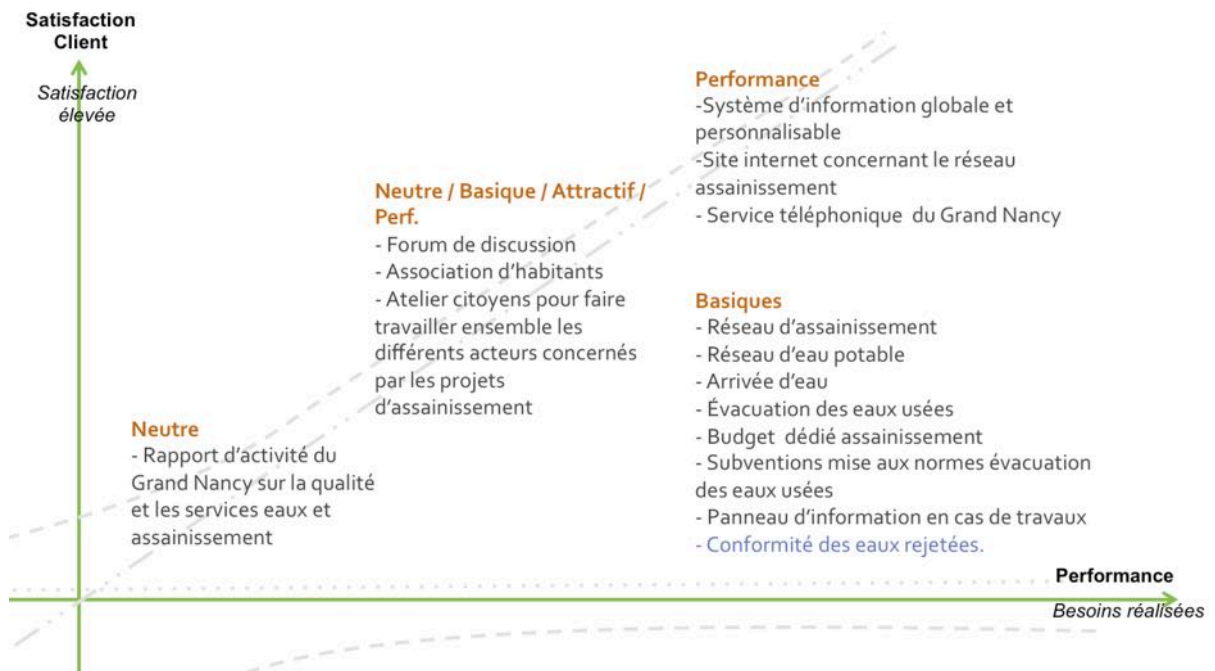 Satisfaction
Client
Satisfaction
élevée
Performance
-Système d'information globale et
personnalisable
-Site internet concernant le réseau
assainissement
- Service téléphonique du Grand Nancy
Neutre / Basique / Attractif /
Perf.
- Forum de discussion
- Association d'habitants
- Atelier citoyens pour faire
travailler ensemble les
différents acteurs concernés
par les projets
d'assainissement
Basiques
- Réseau d'assainissement
- Réseau d'eau potable
- Arrivée d'eau
- Évacuation des eaux usées
- Budget dédié assainissement
- Subventions mise aux normes évacuation
des eaux usées
- Panneau d'information en cas de travaux
- Conformité des eaux rejetées.
Neutre
- Rapport d'activité du
Grand Nancy sur la qualité
et les services eaux et
assainissement
Performance
Besoins réalisées